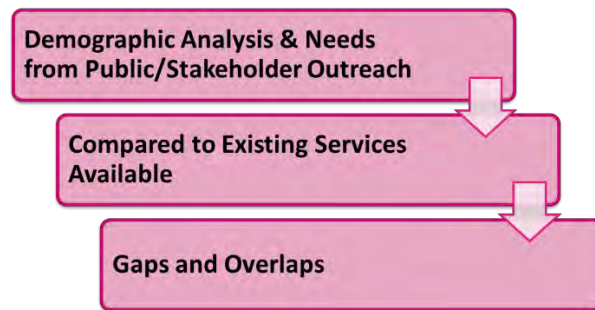 Demographic Analysis & Needs
from Public/Stakeholder Outreach
Compared to Existing Services
Available
Gaps and Overlaps